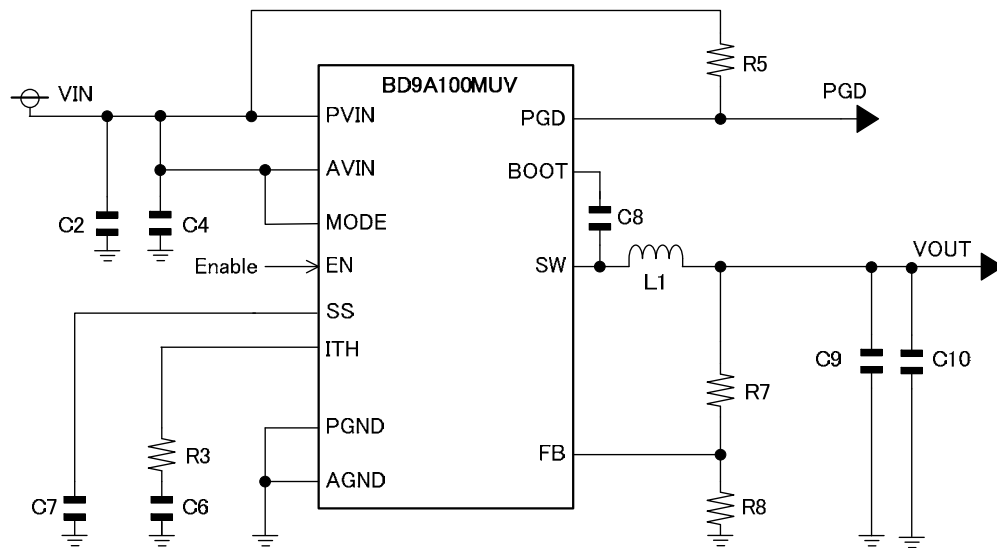 BD9A100MUV
VIN
R5
PGD
PVIN
PGD
AVIN
BOOT
C2
C4
MODE
C8
Enable
EN
SW
L1
VOUT
SS
ITH
C9
C10
R7
PGND
R3
FB
AGND
C7
C6
R8